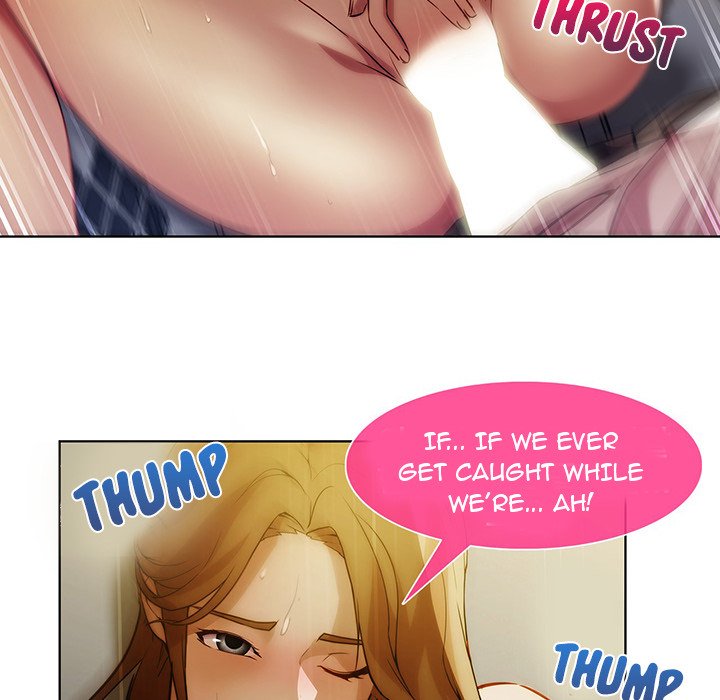 THRUST
THUMP
IF... IF WE EVER
GET CAUGHT WHILE
WE'RE... AH!
THUMP